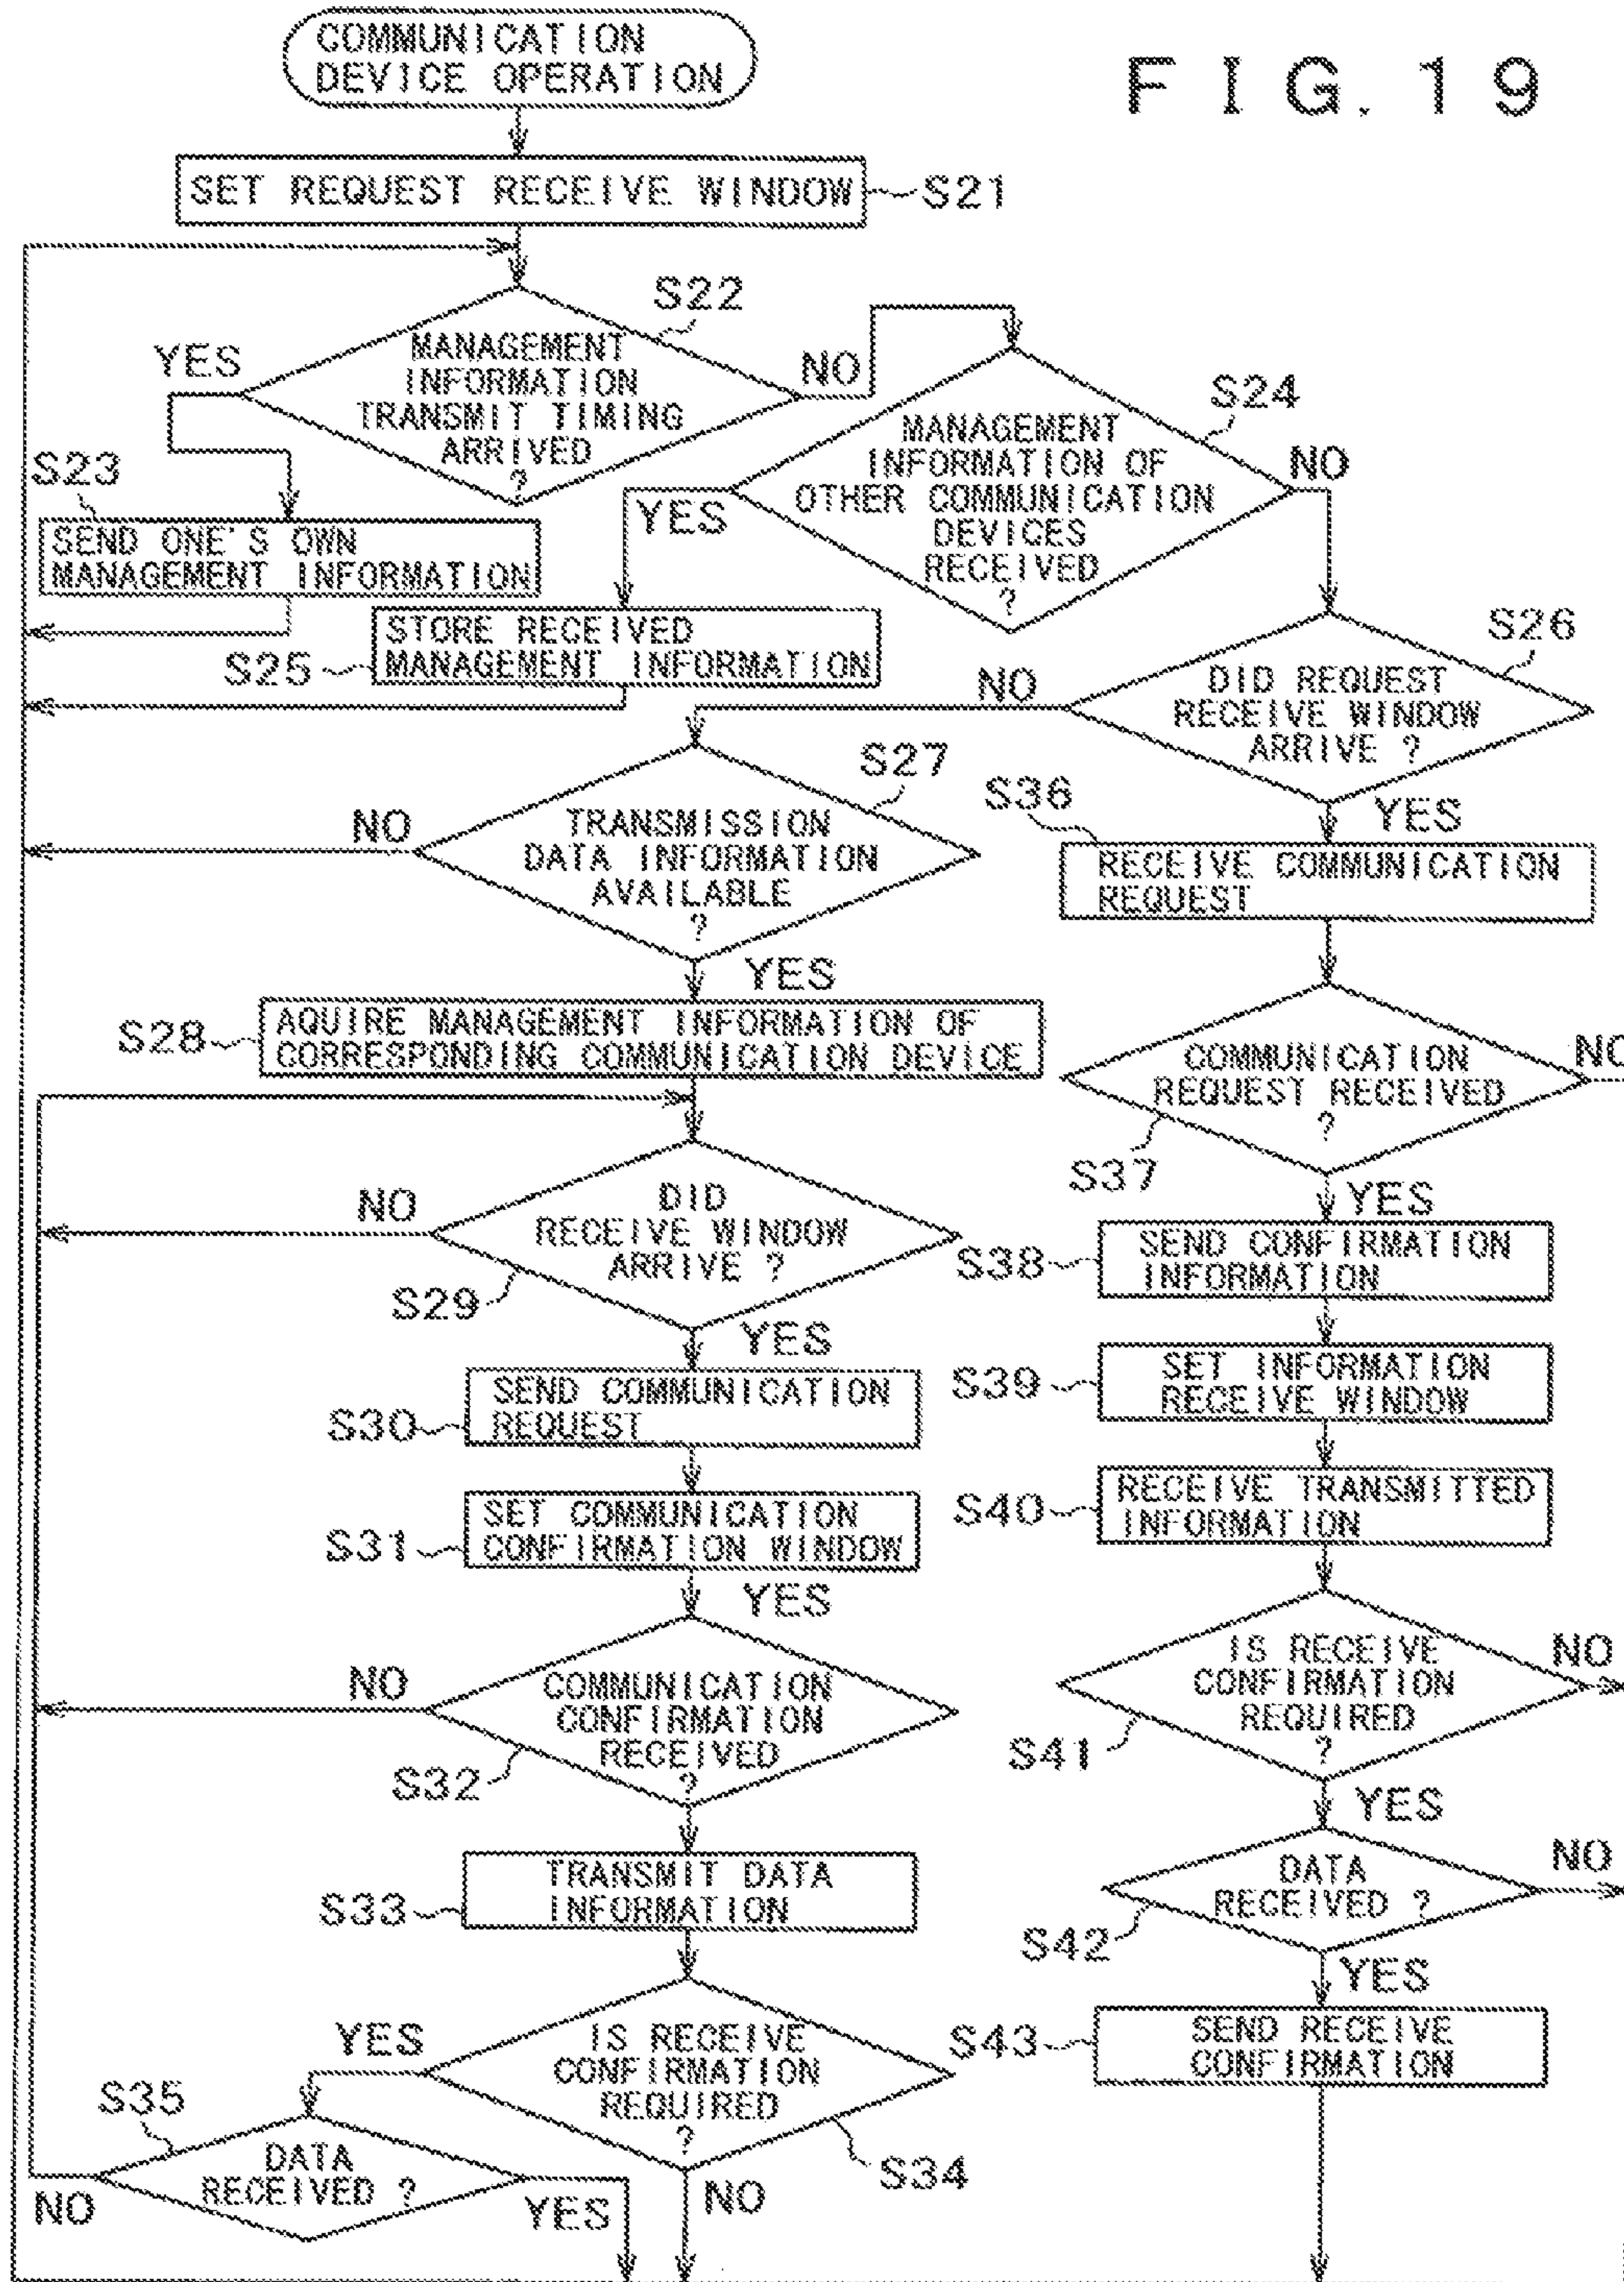 COMMUNICATION
DEVICE OPERATION
FIG. 19
SET REQUEST RECEIVE WINDOW
S21
S22
MANAGEMENT
INFORMATION
TRANSMIT TIMING
ARRIVED
?
YES
NO
S23
SEND ONE'S OWN
MANAGEMENT INFORMATION
S24
MANAGEMENT
INFORMATION OF
OTHER COMMUNICATION
DEVICES
RECEIVED
?
YES
NO
STORE RECEIVED
MANAGEMENT INFORMATION
S25
S26
DID REQUEST
RECEIVE WINDOW
ARRIVE ?
NO
YES
S27
TRANSMISSION
DATA INFORMATION
AVAILABLE
?
NO
YES
S28
AQUIRE MANAGEMENT INFORMATION OF
CORRESPONDING COMMUNICATION DEVICE
DID
RECEIVE WINDOW
ARRIVE ?
NO
S29
YES
SEND COMMUNICATION
REQUEST
S30
SET COMMUNICATION
CONFIRMATION WINDOW
S31
YES
COMMUNICATION
CONFIRMATION
RECEIVED
?
NO
S32
TRANSMIT DATA
INFORMATION
S33
IS RECEIVE
CONFIRMATION
REQUIRED
?
YES
S34
NO
S35
DATA
RECEIVED ?
NO
YES
S36
RECEIVE COMMUNICATION
REQUEST
COMMUNICATION
REQUEST RECEIVED
?
NO
S37
YES
SEND CONFIRMATION
INFORMATION
S38
SET INFORMATION
RECEIVE WINDOW
S39
RECEIVE TRANSMITTED
INFORMATION
S40
IS RECEIVE
CONFIRMATION
REQUIRED
?
NO
S41
YES
DATA
RECEIVED ?
NO
S42
YES
SEND RECEIVE
CONFIRMATION
S43